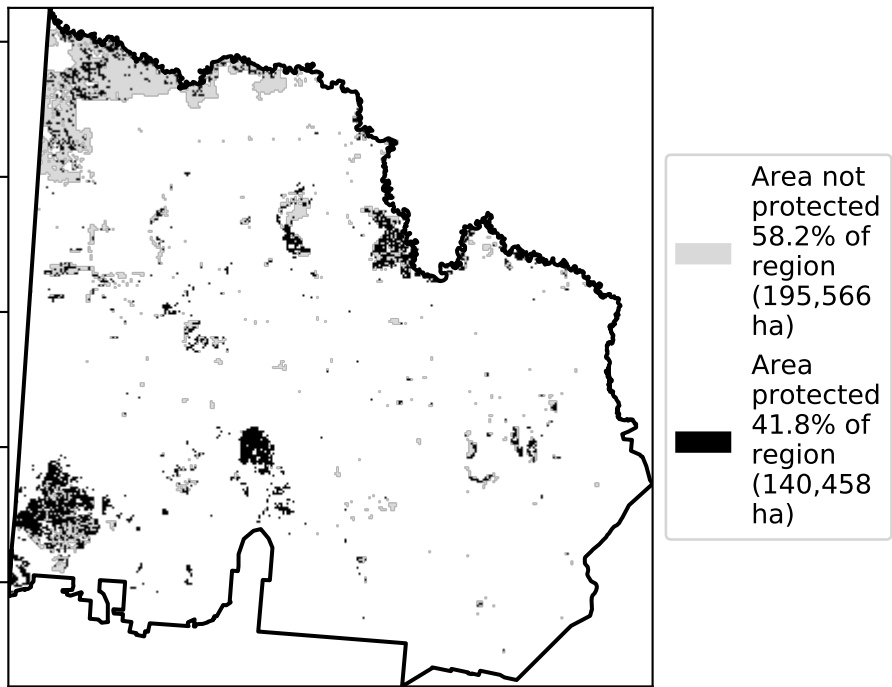 Area not
protected
58.2% of
region
(195,566
ha)
Area
protected
41.8% of
region
(140,458
ha)